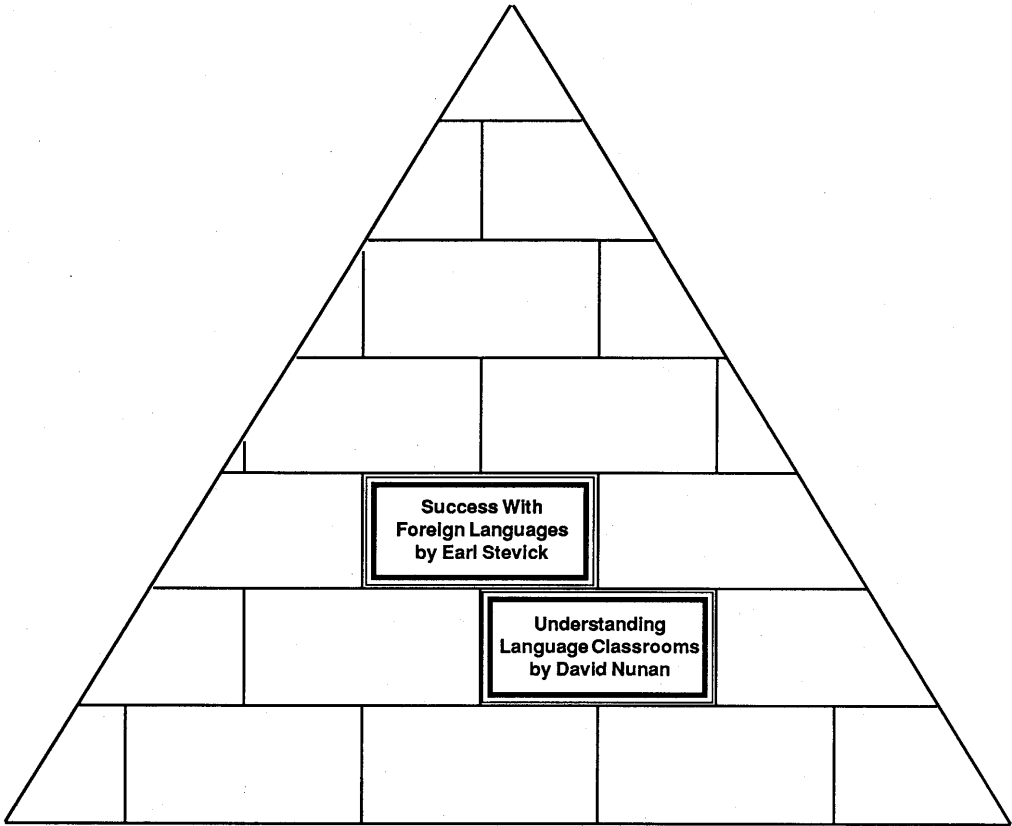 Success With
Foreign Languages
by Earl Stevick
Understanding
Language Classrooms
by David Nunan